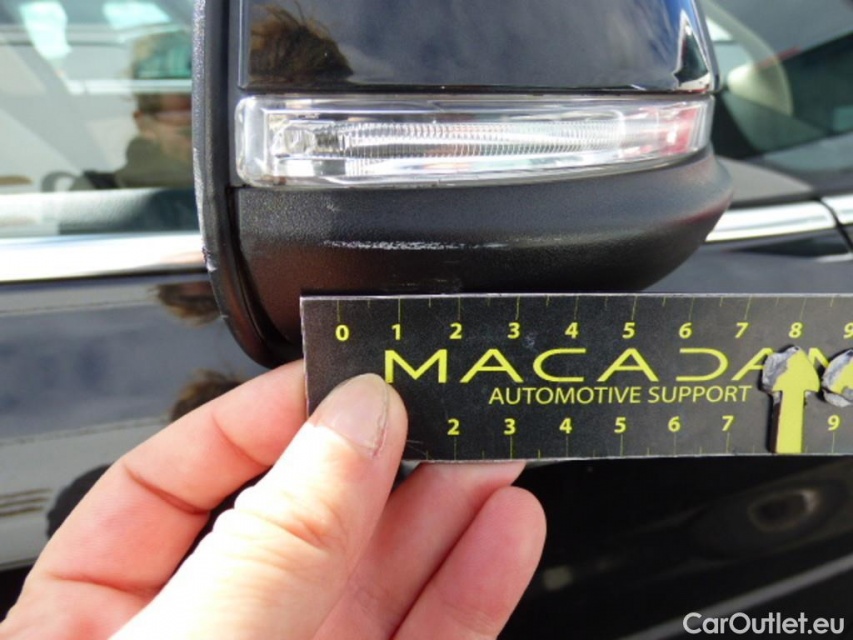 0 1 2 3 4 5 6 7 8 9
MACADAM
AUTOMOTIVE SUPPORT
2 3 4 5 6 7 9
CarOutlet.eu